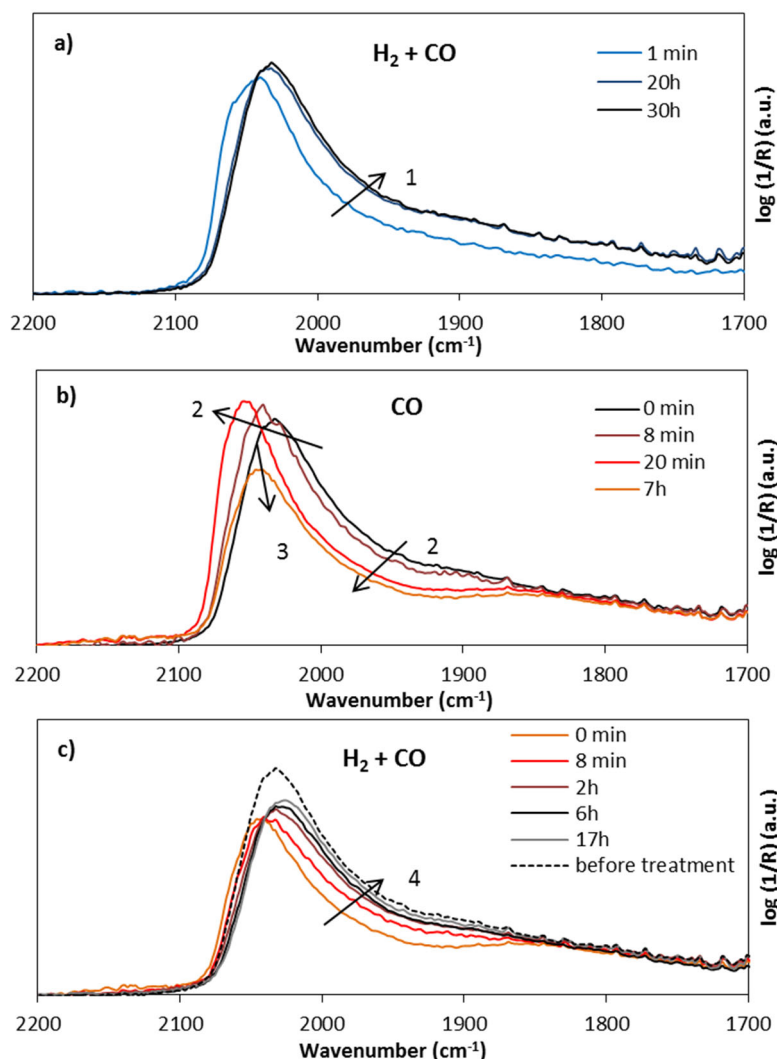 a)
H₂ + CO
1 min
20h
30h
1
log (1/R) (a.u.)
2200 2100 2000 1900 1800 1700
Wavenumber (cm⁻¹)
b)
CO
0 min
8 min
20 min
7h
2
2
3
log (1/R) (a.u.)
2200 2100 2000 1900 1800 1700
Wavenumber (cm⁻¹)
c)
H₂ + CO
0 min
8 min
2h
6h
17h
before treatment
4
log (1/R) (a.u.)
2200 2100 2000 1900 1800 1700
Wavenumber (cm⁻¹)